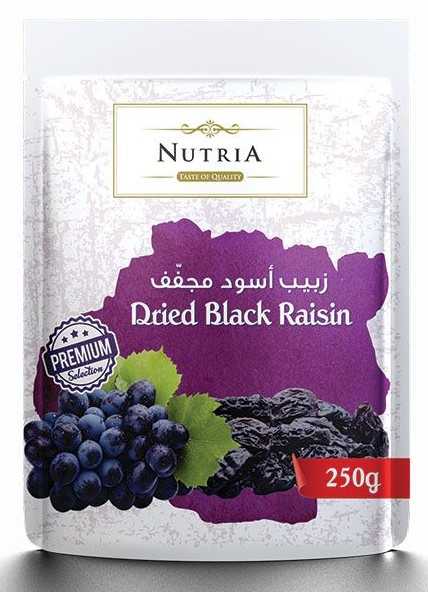 NUTRIA
TASTE OF QUALITY
زبيب أسود مجفّف
Dried Black Raisin
PREMIUM
Selection
250g